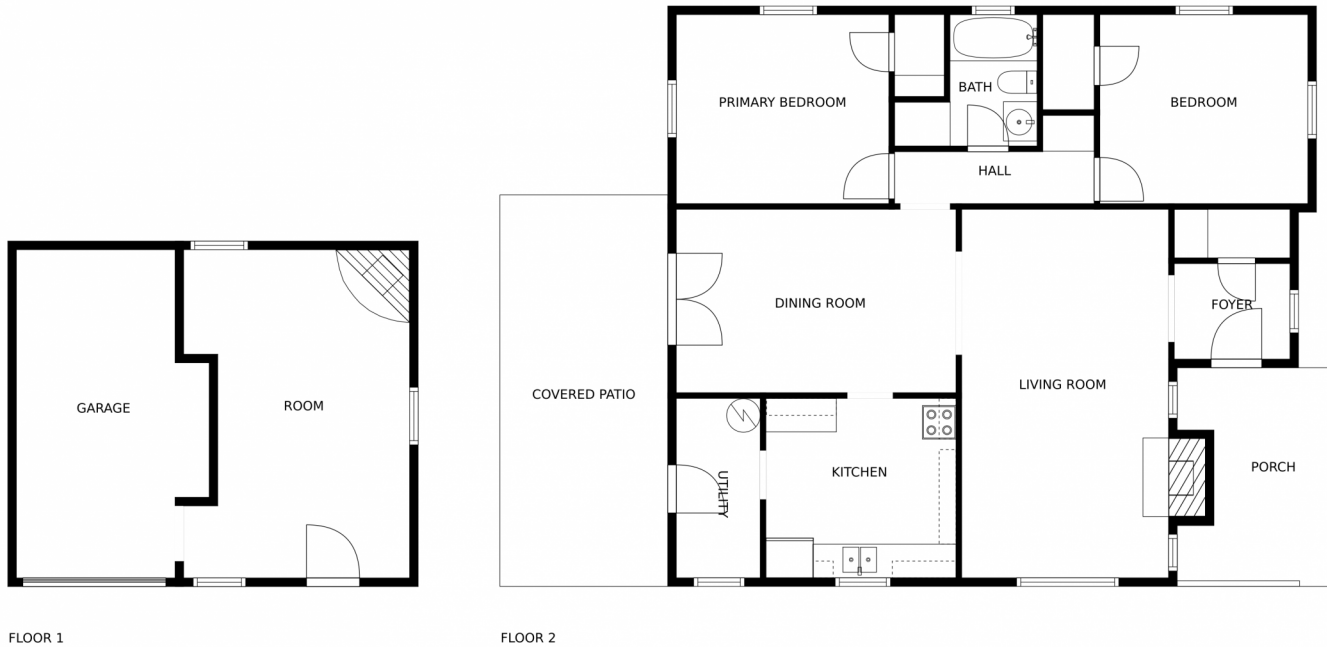 PRIMARY BEDROOM
BATH
BEDROOM
HALL
DINING ROOM
FOYER
GARAGE
ROOM
COVERED PATIO
LIVING ROOM
KITCHEN
UTILITY
PORCH
FLOOR 1
FLOOR 2